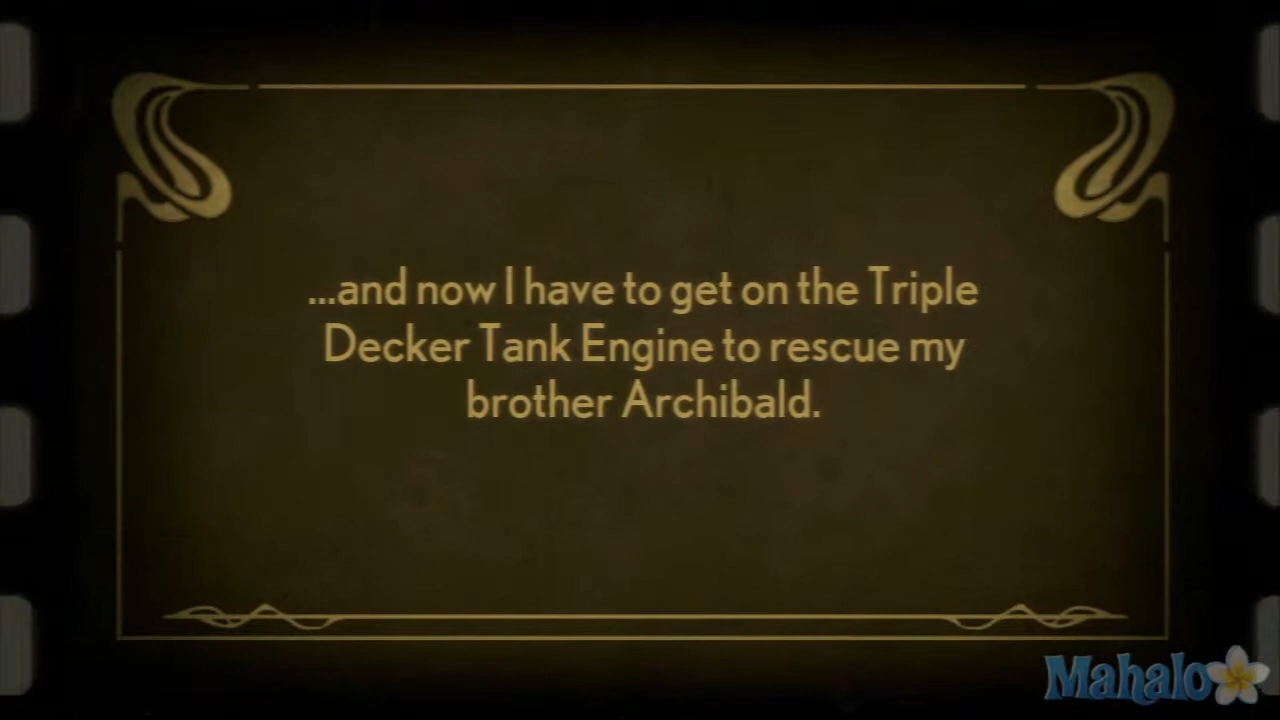 ...and now I have to get on the Triple
Decker Tank Engine to rescue my
brother Archibald.
Mahalo